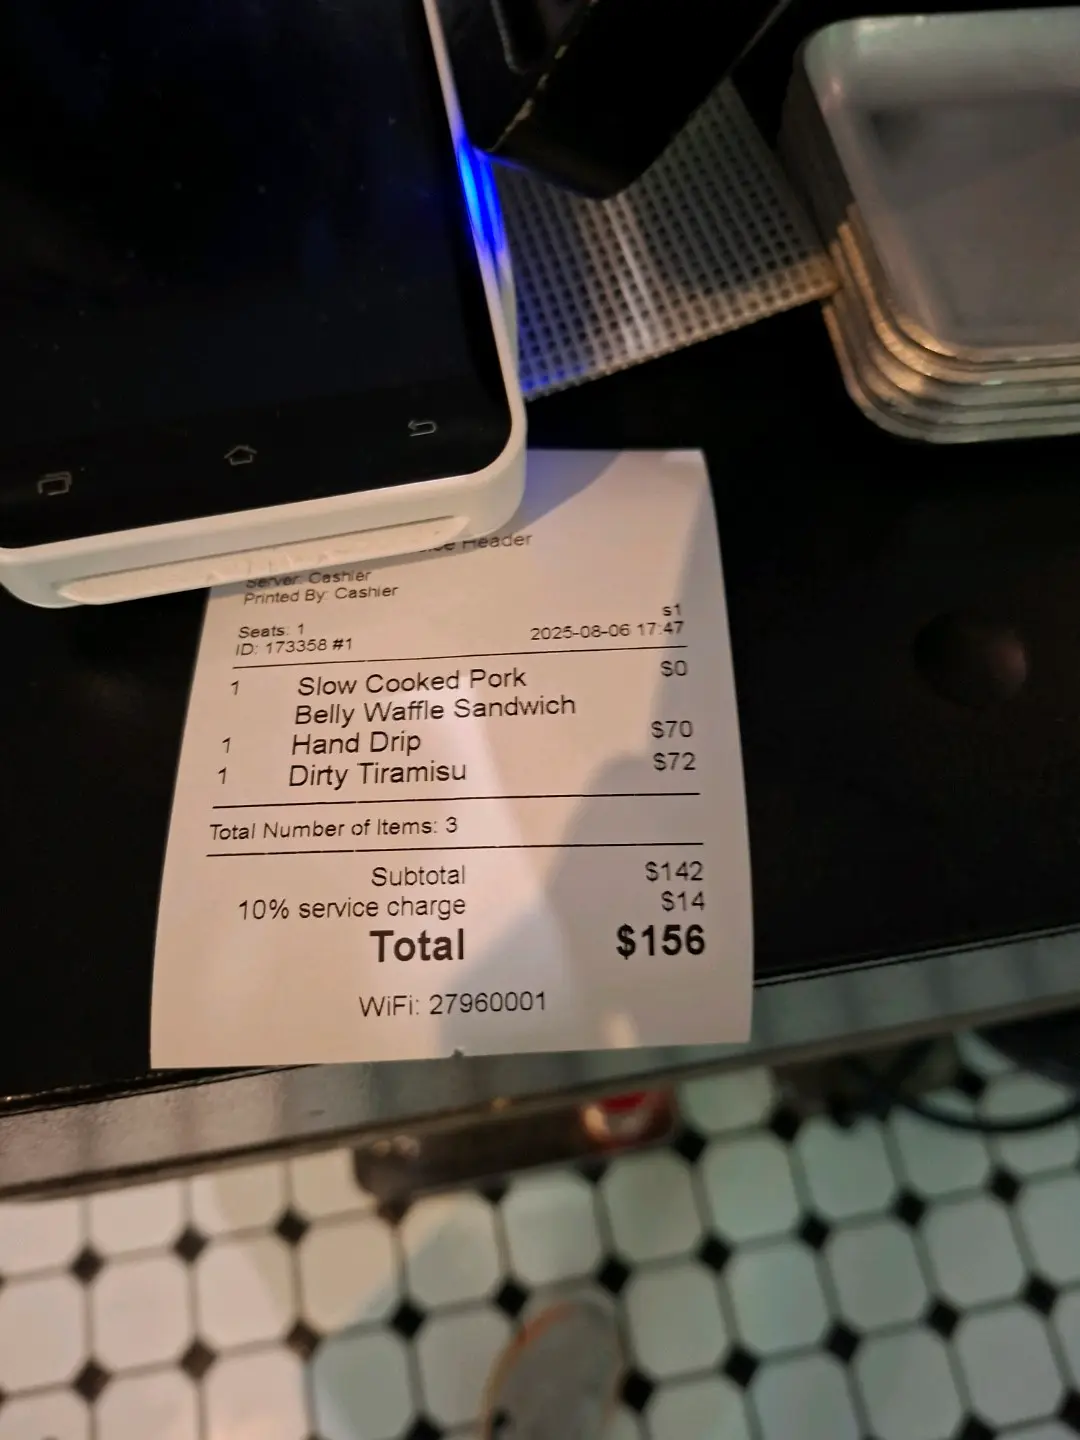 Header
Server: Cashier
Printed By: Cashier
s1
Seats: 1
2025-08-06 17:47
ID: 173358 #1
1 Slow Cooked Pork $0
Belly Waffle Sandwich
1 Hand Drip $70
1 Dirty Tiramisu $72
Total Number of Items: 3
Subtotal $142
10% service charge $14
Total $156
WiFi: 27960001